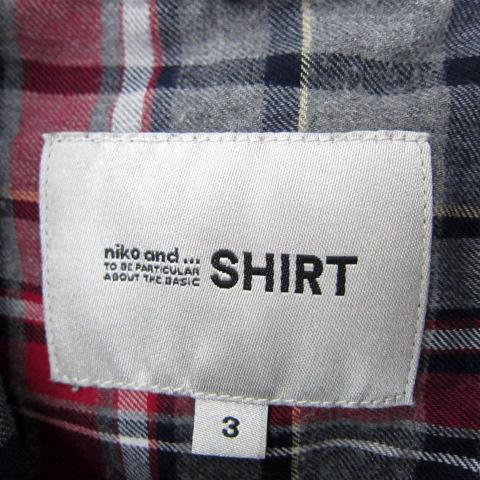 niko and ...
TO BE PARTICULAR
ABOUT THE BASIC
SHIRT
3